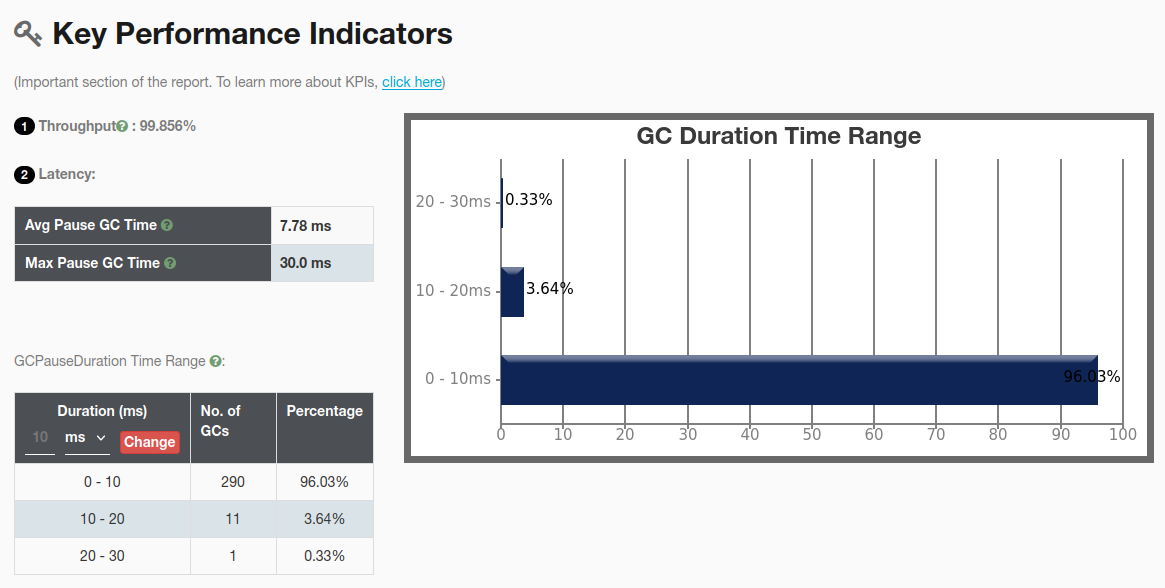 Key Performance Indicators
(Important section of the report. To learn more about KPIs, click here)
1 Throughput? : 99.856%
2 Latency:
Avg Pause GC Time ? 7.78 ms
Max Pause GC Time ? 30.0 ms
GCPauseDuration Time Range ?:
Duration (ms) No. of GCs Percentage
10 ms Change
0 - 10 290 96.03%
10 - 20 11 3.64%
20 - 30 1 0.33%
GC Duration Time Range
20 - 30ms 0.33%
10 - 20ms 3.64%
0 - 10ms 96.03%
0 10 20 30 40 50 60 70 80 90 100